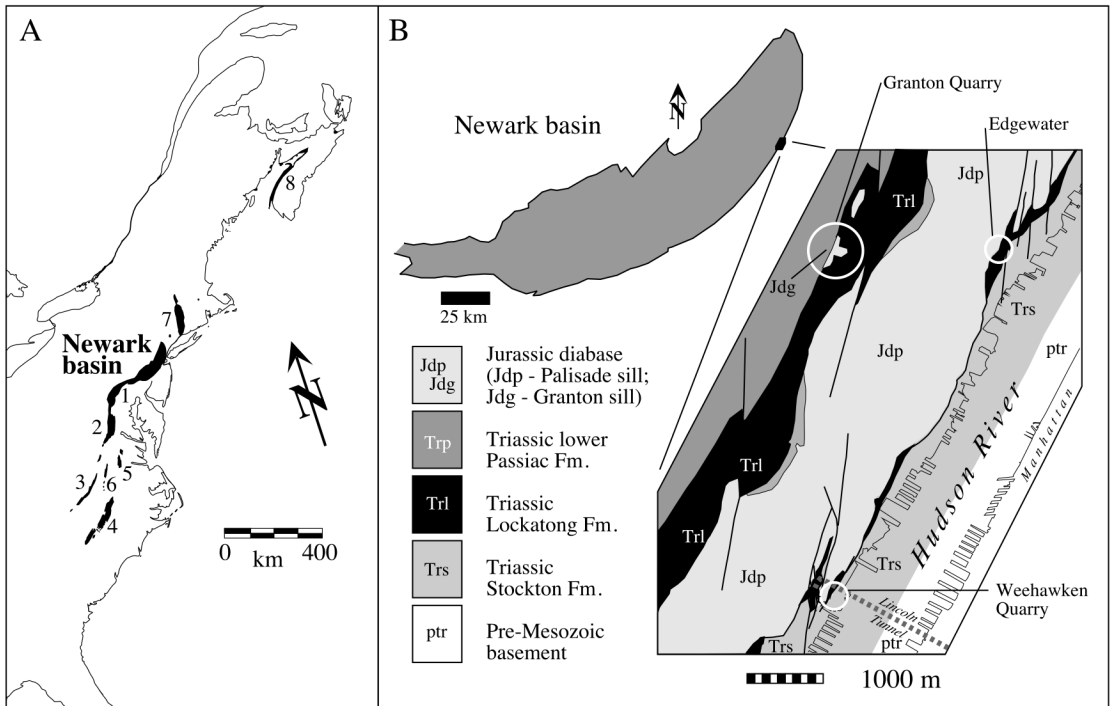 A
8
7
Newark
basin
1
2
3
6
5
4
N
0
400
km
B
Newark basin
N
25 km
Granton Quarry
Edgewater
Jdp
Trl
Jdg
Trs
Jdp
ptr
Hudson River
Manhattan
Trl
Trl
Jdp
Trs
Trs
ptr
Lincoln
Tunnel
Weehawken
Quarry
1000 m
Jdp
Jdg
Jurassic diabase
(Jdp - Palisade sill;
Jdg - Granton sill)
Trp
Triassic lower
Passiac Fm.
Trl
Triassic
Lockatong Fm.
Trs
Triassic
Stockton Fm.
ptr
Pre-Mesozoic
basement